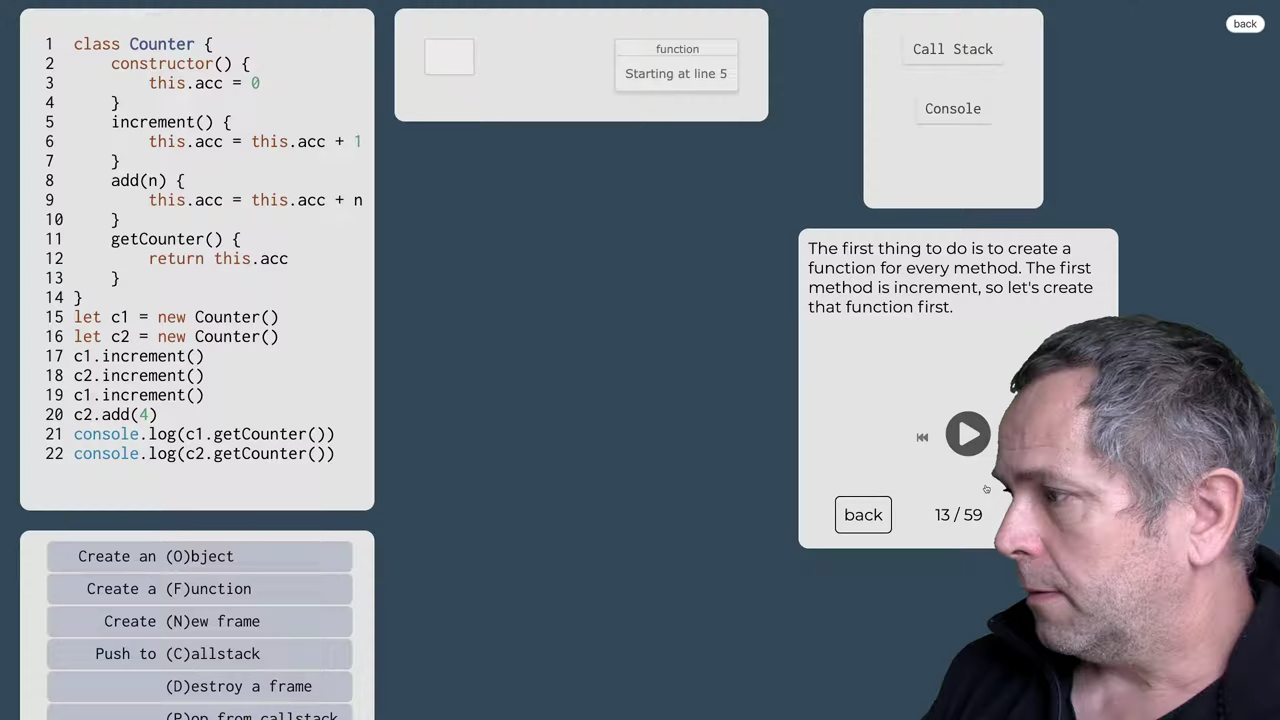 back
1 class Counter {
2 constructor() {
3 this.acc = 0
4 }
5 increment() {
6 this.acc = this.acc + 1
7 }
8 add(n) {
9 this.acc = this.acc + n
10 }
11 getCounter() {
12 return this.acc
13 }
14 }
15 let c1 = new Counter()
16 let c2 = new Counter()
17 c1.increment()
18 c2.increment()
19 c1.increment()
20 c2.add(4)
21 console.log(c1.getCounter())
22 console.log(c2.getCounter())
Create an (O)bject
Create a (F)unction
Create (N)ew frame
Push to (C)allstack
(D)estroy a frame
(P)op from callstack
function
Starting at line 5
Call Stack
Console
The first thing to do is to create a
function for every method. The first
method is increment, so let's create
that function first.
back
13 / 59